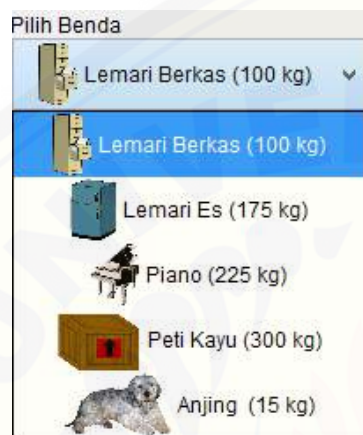 Pilih Benda
Lemari Berkas (100 kg)
Lemari Berkas (100 kg)
Lemari Es (175 kg)
Piano (225 kg)
Peti Kayu (300 kg)
Anjing (15 kg)